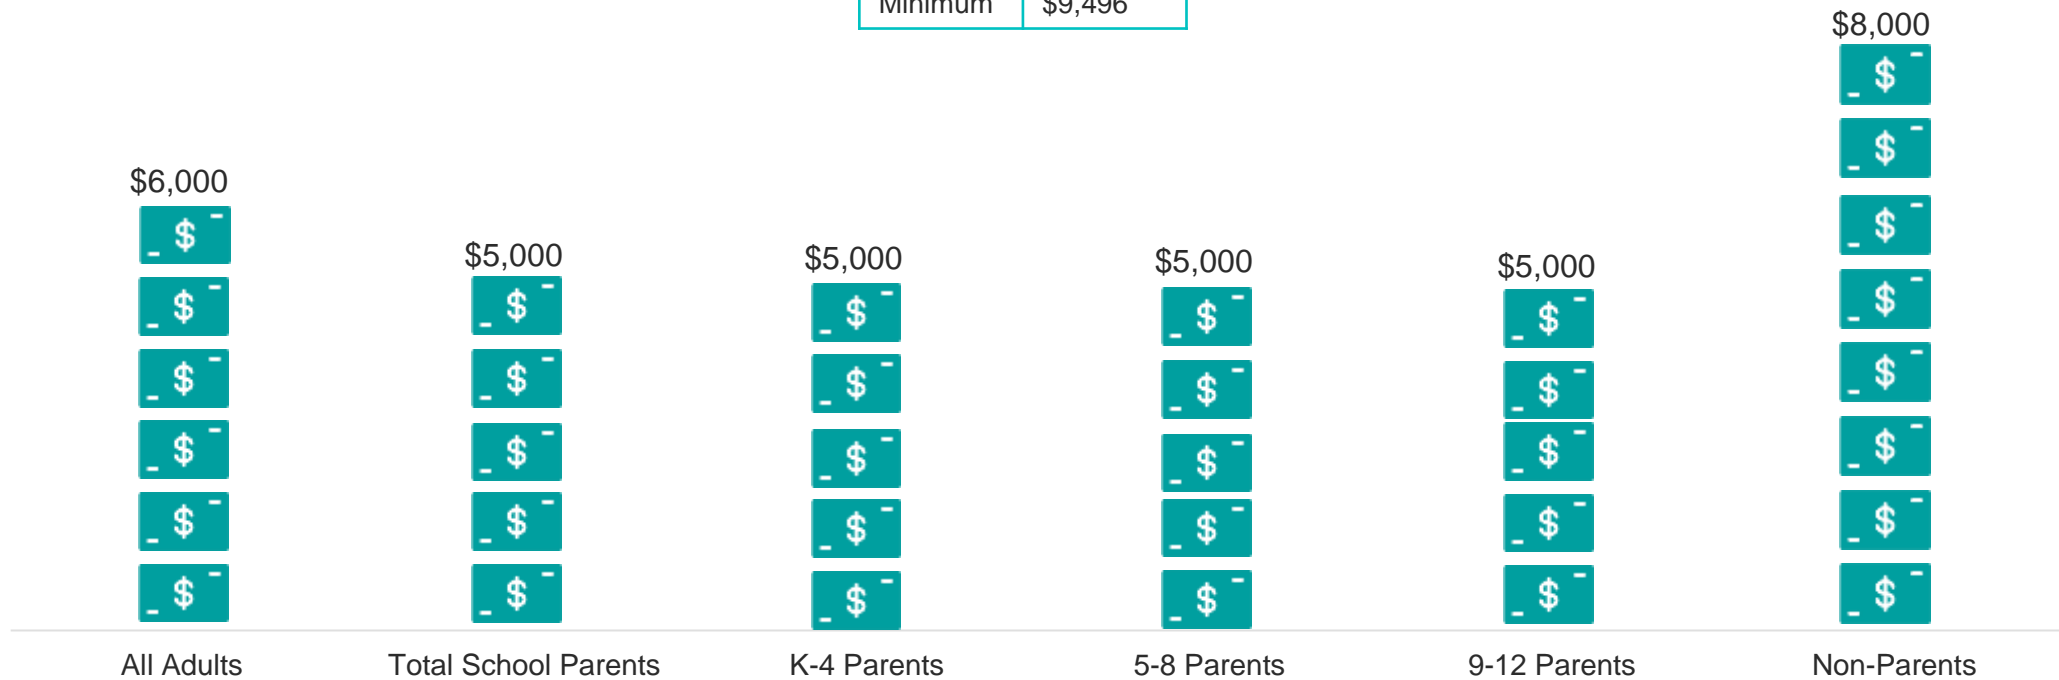 Minimum $9,496
$8,000
$6,000
$5,000 $5,000 $5,000 $5,000
All Adults Total School Parents K-4 Parents 5-8 Parents 9-12 Parents Non-Parents